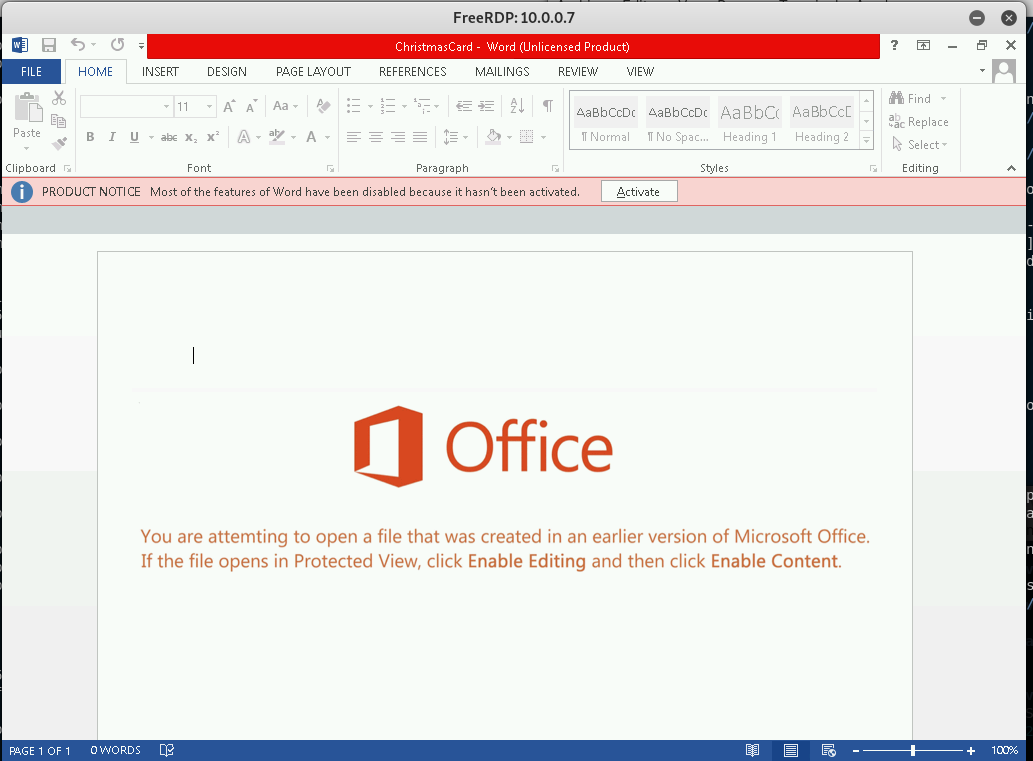 FreeRDP: 10.0.0.7
ChristmasCard - Word (Unlicensed Product)
FILE HOME INSERT DESIGN PAGE LAYOUT REFERENCES MAILINGS REVIEW VIEW
11 Aa
Find
Paste
AaBbCcDc AaBbCcDc AaBbCc AaBbCcD
Replace
B I U abc x₂ x² A ab A
¶ Normal ¶ No Spac... Heading 1 Heading 2
Select
Clipboard Font Paragraph Styles Editing
PRODUCT NOTICE Most of the features of Word have been disabled because it hasn't been activated. Activate
Office
You are attemting to open a file that was created in an earlier version of Microsoft Office.
If the file opens in Protected View, click Enable Editing and then click Enable Content.
PAGE 1 OF 1 0 WORDS 100%